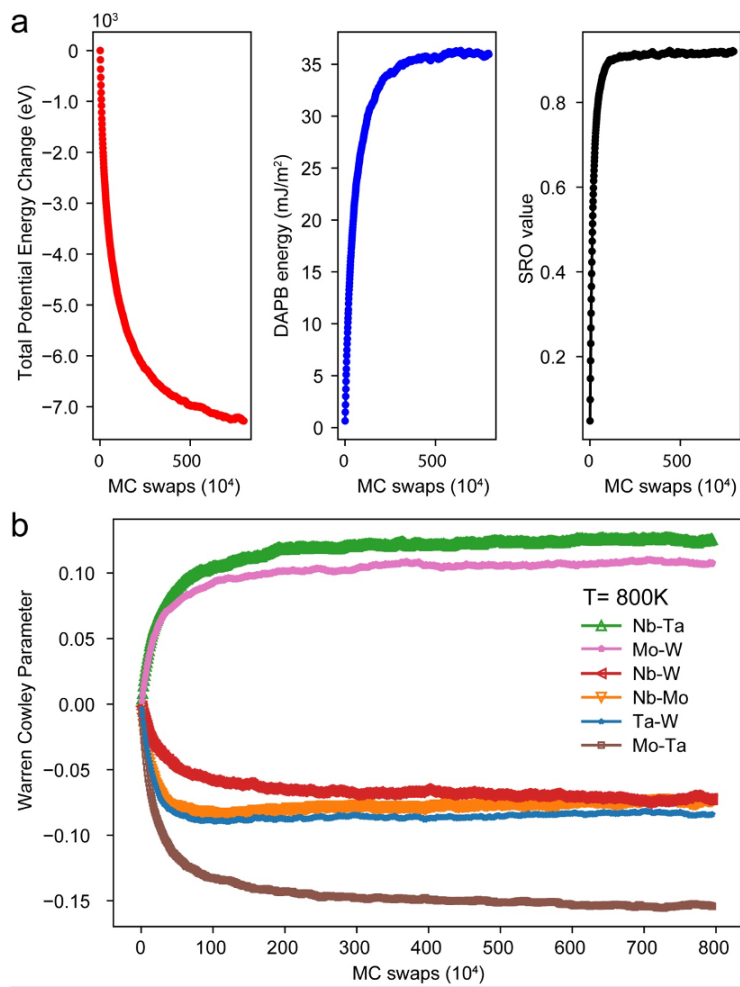 a
10³
0
−1.0
−2.0
−3.0
−4.0
−5.0
−6.0
−7.0
Total Potential Energy Change (eV)
0
500
MC swaps (10⁴)
35
30
25
20
15
10
5
0
DAPB energy (mJ/m²)
0
500
MC swaps (10⁴)
0.8
0.6
0.4
0.2
SRO value
0
500
MC swaps (10⁴)
b
0.10
0.05
0.00
−0.05
−0.10
−0.15
Warren Cowley Parameter
T= 800K
Nb-Ta
Mo-W
Nb-W
Nb-Mo
Ta-W
Mo-Ta
0 100 200 300 400 500 600 700 800
MC swaps (10⁴)